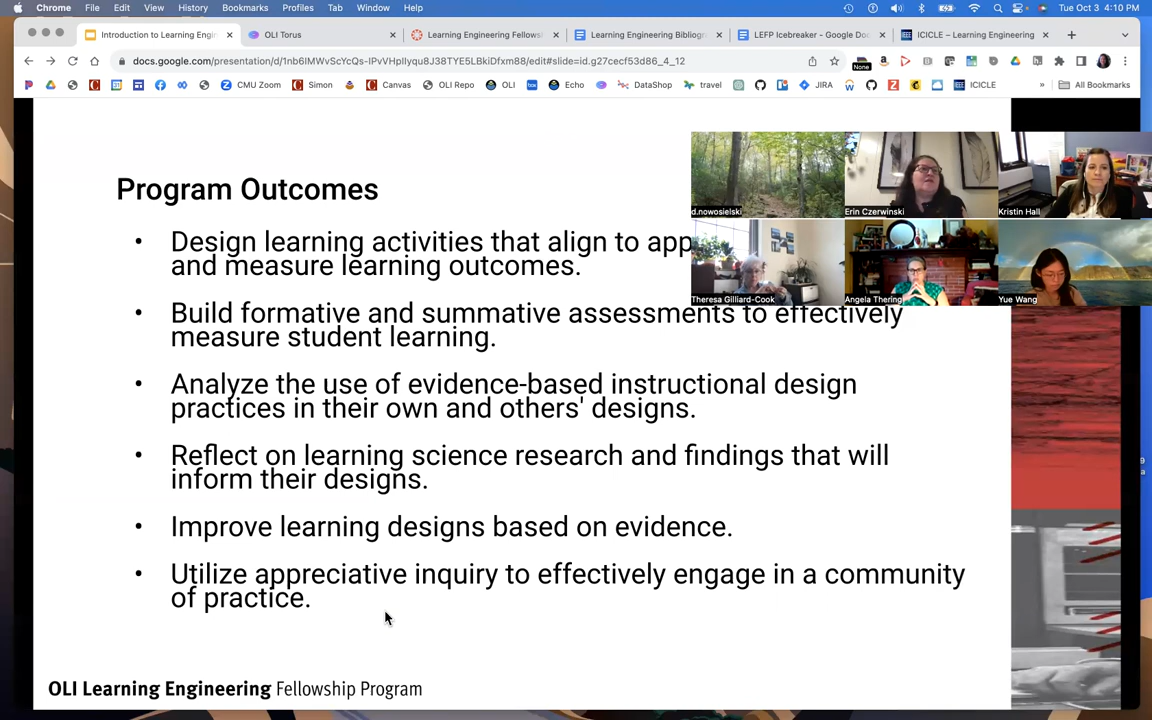 Chrome File Edit View History Bookmarks Profiles Tab Window Help Tue Oct 3 4:10 PM
Introduction to Learning Engin OLI Torus Learning Engineering Fellowsh Learning Engineering Bibliogr LEFP Icebreaker - Google Doc ICICLE – Learning Engineering
docs.google.com/presentation/d/1nb6IMWvScYcQs-IPvVHpIlyqu8J38TYE5LBkiDfxm88/edit#slide=id.g27cecf53d86_4_12 None
CMU Zoom Simon Canvas OLI Repo OLI Echo DataShop travel JIRA ICICLE » All Bookmarks
Program Outcomes
d.nowosielski Erin Czerwinski Kristin Hall
• Design learning activities that align to app
and measure learning outcomes.
Theresa Gilliard-Cook Angela Thering Yue Wang
• Build formative and summative assessments to effectively
measure student learning.
• Analyze the use of evidence-based instructional design
practices in their own and others' designs.
• Reflect on learning science research and findings that will
inform their designs.
• Improve learning designs based on evidence.
• Utilize appreciative inquiry to effectively engage in a community
of practice.
OLI Learning Engineering Fellowship Program